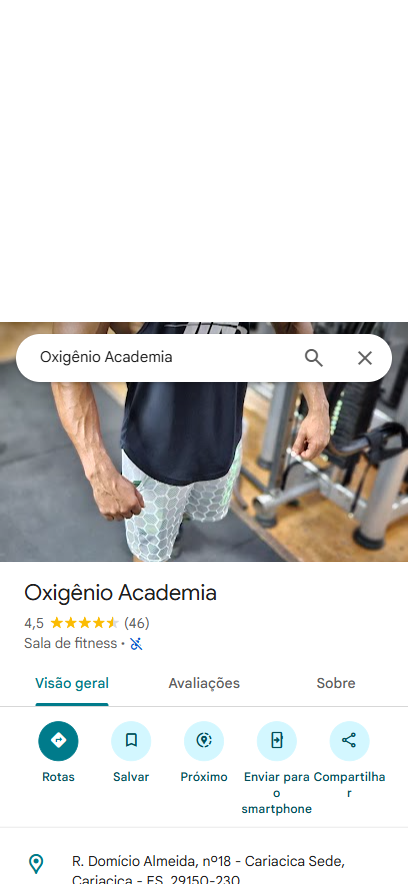 Oxigênio Academia
Oxigênio Academia
4,5 (46)
Sala de fitness ·
Visão geral Avaliações Sobre
Rotas Salvar Próximo Enviar para o smartphone Compartilhar
R. Domício Almeida, nº18 - Cariacica Sede,
Cariacica - ES, 29150-230